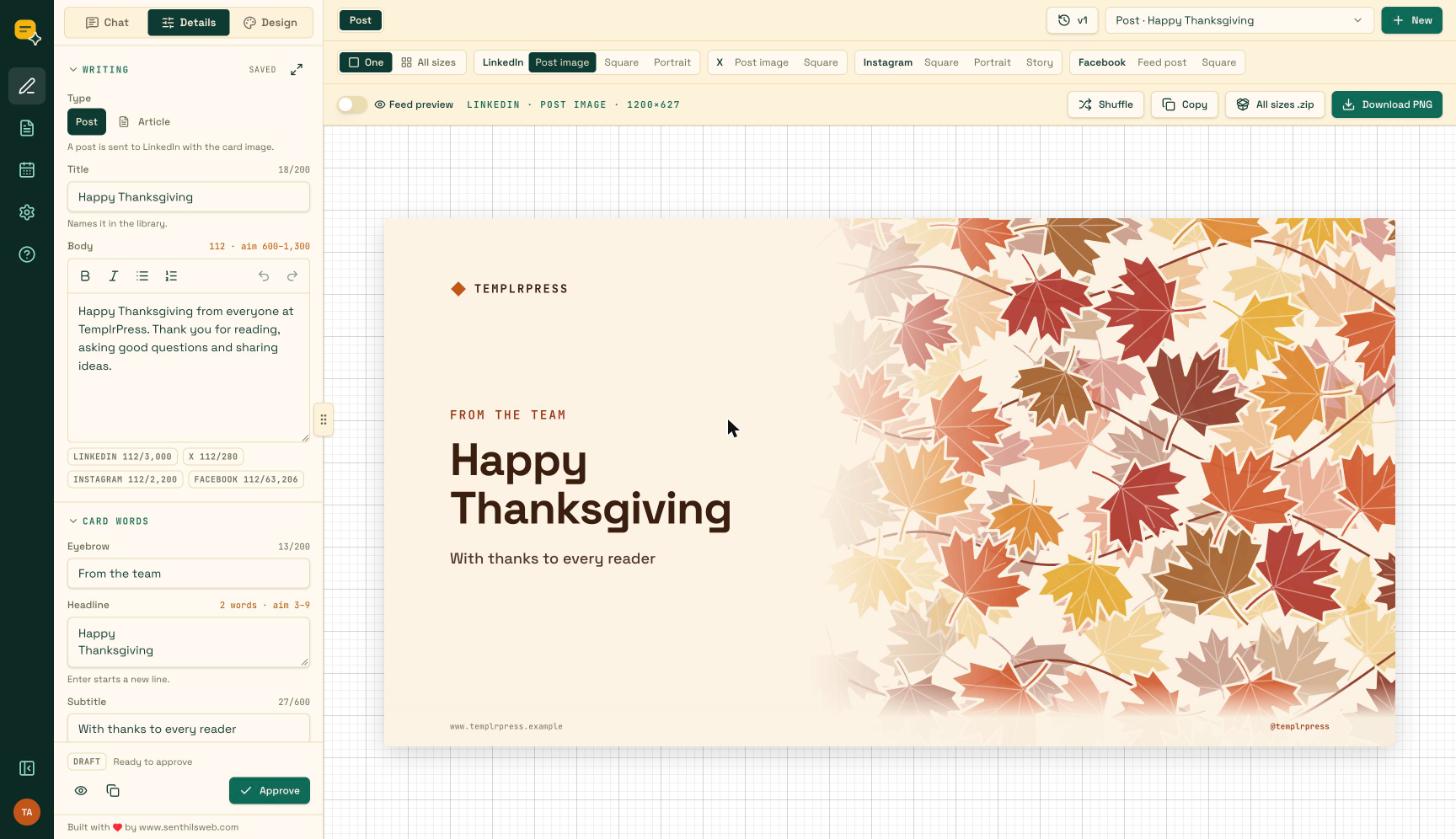 Chat
Details
Design
Post
v1
Post · Happy Thanksgiving
New
WRITING
SAVED
One
All sizes
LinkedIn
Post image
Square
Portrait
X
Post image
Square
Instagram
Square
Portrait
Story
Facebook
Feed post
Square
Type
Post
Article
A post is sent to LinkedIn with the card image.
Feed preview
LINKEDIN · POST IMAGE · 1200×627
Shuffle
Copy
All sizes .zip
Download PNG
Title
18/200
Happy Thanksgiving
Names it in the library.
Body
112 · aim 600–1,300
Happy Thanksgiving from everyone at
TemplrPress. Thank you for reading,
asking good questions and sharing
ideas.
LINKEDIN 112/3,000
X 112/280
INSTAGRAM 112/2,200
FACEBOOK 112/63,206
CARD WORDS
Eyebrow
13/200
From the team
Headline
2 words · aim 3–9
Happy
Thanksgiving
Enter starts a new line.
Subtitle
27/600
With thanks to every reader
DRAFT
Ready to approve
Approve
TA
Built with ❤ by www.senthilsweb.com
TEMPLRPRESS
FROM THE TEAM
Happy
Thanksgiving
With thanks to every reader
www.templrpress.example
@templrpress